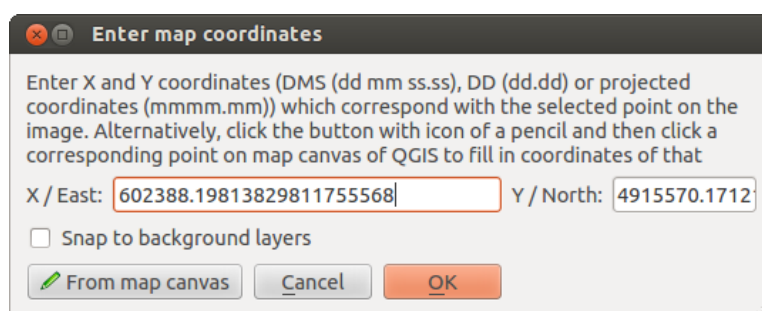 Enter map coordinates
Enter X and Y coordinates (DMS (dd mm ss.ss), DD (dd.dd) or projected
coordinates (mmmm.mm)) which correspond with the selected point on the
image. Alternatively, click the button with icon of a pencil and then click a
corresponding point on map canvas of QGIS to fill in coordinates of that
X / East: 602388.19813829811755568 Y / North: 4915570.1712
Snap to background layers
From map canvas Cancel OK